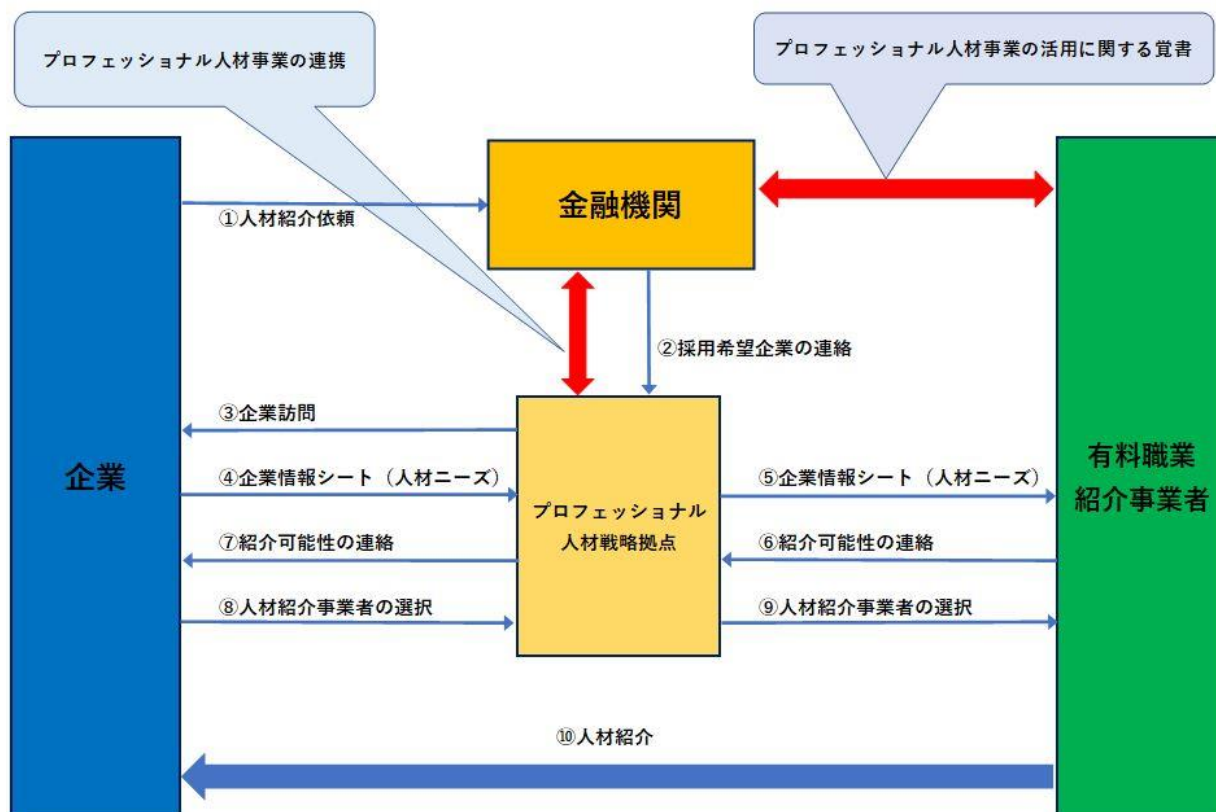 プロフェッショナル人材事業の連携
プロフェッショナル人材事業の活用に関する覚書
金融機関
①人材紹介依頼
②採用希望企業の連絡
企業
③企業訪問
④企業情報シート（人材ニーズ）
⑦紹介可能性の連絡
⑧人材紹介事業者の選択
プロフェッショナル
人材戦略拠点
⑤企業情報シート（人材ニーズ）
⑥紹介可能性の連絡
⑨人材紹介事業者の選択
有料職業
紹介事業者
⑩人材紹介